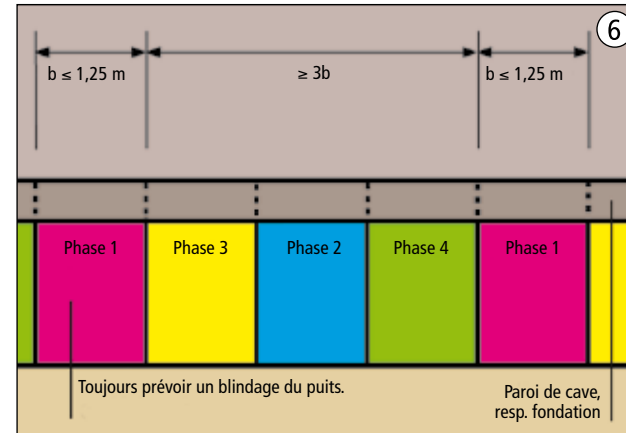 6
b ≤ 1,25 m
≥ 3b
b ≤ 1,25 m
Phase 1
Phase 3
Phase 2
Phase 4
Phase 1
Toujours prévoir un blindage du puits.
Paroi de cave,
resp. fondation